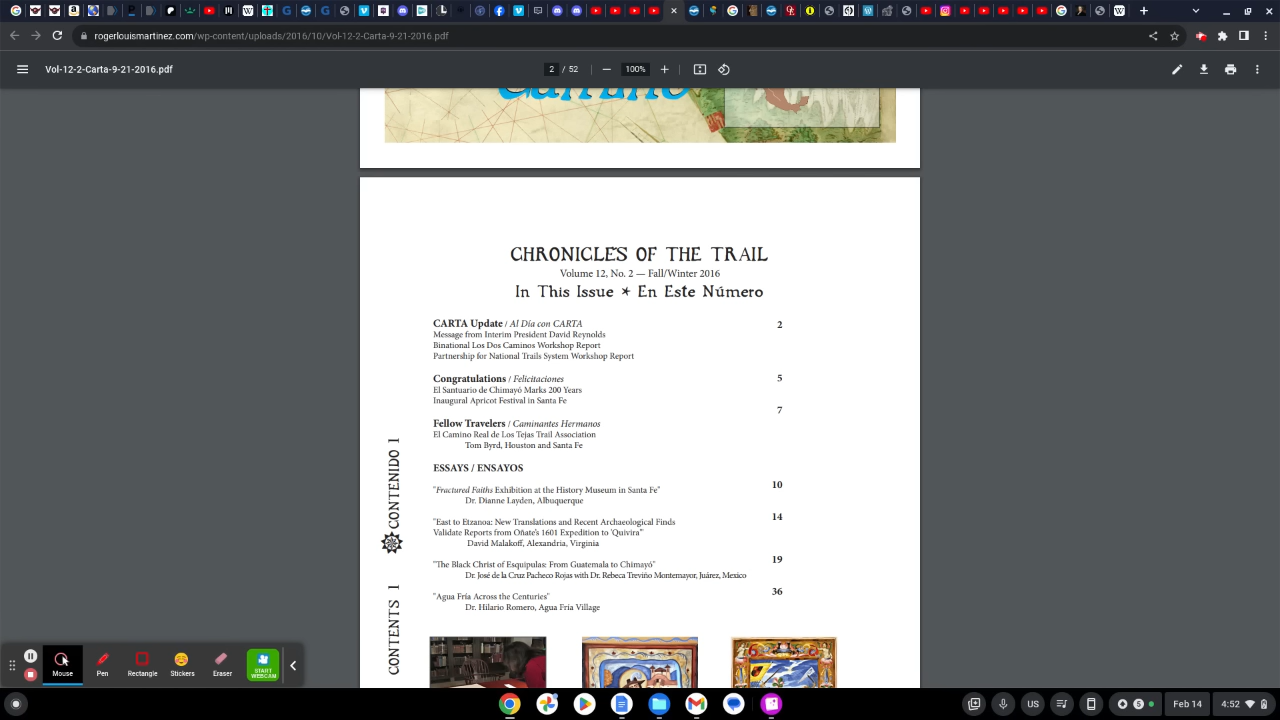 rogerlouismartinez.com/wp-content/uploads/2016/10/Vol-12-2-Carta-9-21-2016.pdf
Vol-12-2-Carta-9-21-2016.pdf
2 / 52
100%
Camino
CHRONICLES OF THE TRAIL
Volume 12, No. 2 — Fall/Winter 2016
In This Issue * En Este Número
CARTA Update / Al Día con CARTA 2
Message from Interim President David Reynolds
Binational Los Dos Caminos Workshop Report
Partnership for National Trails System Workshop Report
Congratulations / Felicitaciones 5
El Santuario de Chimayó Marks 200 Years
Inaugural Apricot Festival in Santa Fe
7
Fellow Travelers / Caminantes Hermanos
El Camino Real de Los Tejas Trail Association
Tom Byrd, Houston and Santa Fe
ESSAYS / ENSAYOS
"Fractured Faiths Exhibition at the History Museum in Santa Fe" 10
Dr. Dianne Layden, Albuquerque
"East to Etzanoa: New Translations and Recent Archaeological Finds 14
Validate Reports from Oñate's 1601 Expedition to 'Quivira'"
David Malakoff, Alexandria, Virginia
"The Black Christ of Esquipulas: From Guatemala to Chimayó" 19
Dr. José de la Cruz Pacheco Rojas with Dr. Rebeca Treviño Montemayor, Juárez, Mexico
"Agua Fría Across the Centuries" 36
Dr. Hilario Romero, Agua Fría Village
CONTENTS 1 CONTENIDO 1
Rectangle
Stickers
START
WEBCAM
US
Feb 14
4:52